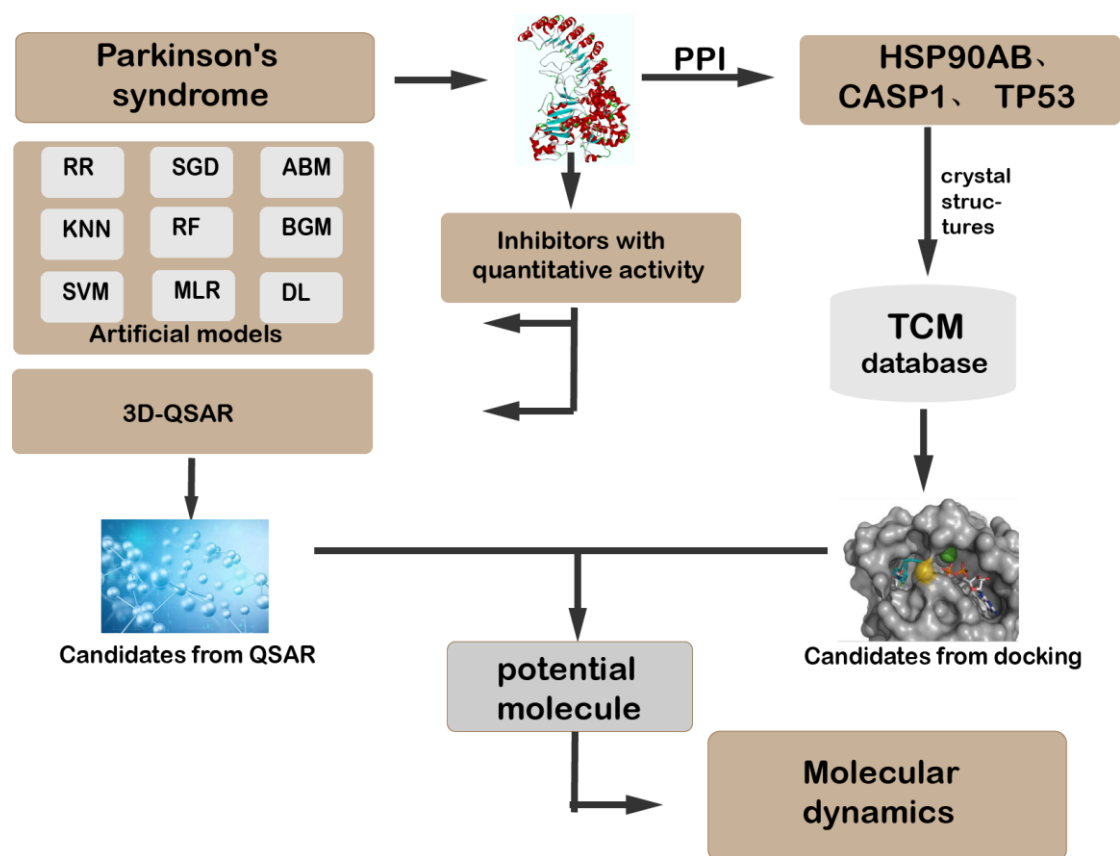 Parkinson's
syndrome
PPI
HSP90AB、
CASP1、 TP53
RR
SGD
ABM
KNN
RF
BGM
SVM
MLR
DL
Artificial models
Inhibitors with
quantitative activity
crystal
struc-
tures
TCM
database
3D-QSAR
Candidates from QSAR
Candidates from docking
potential
molecule
Molecular
dynamics